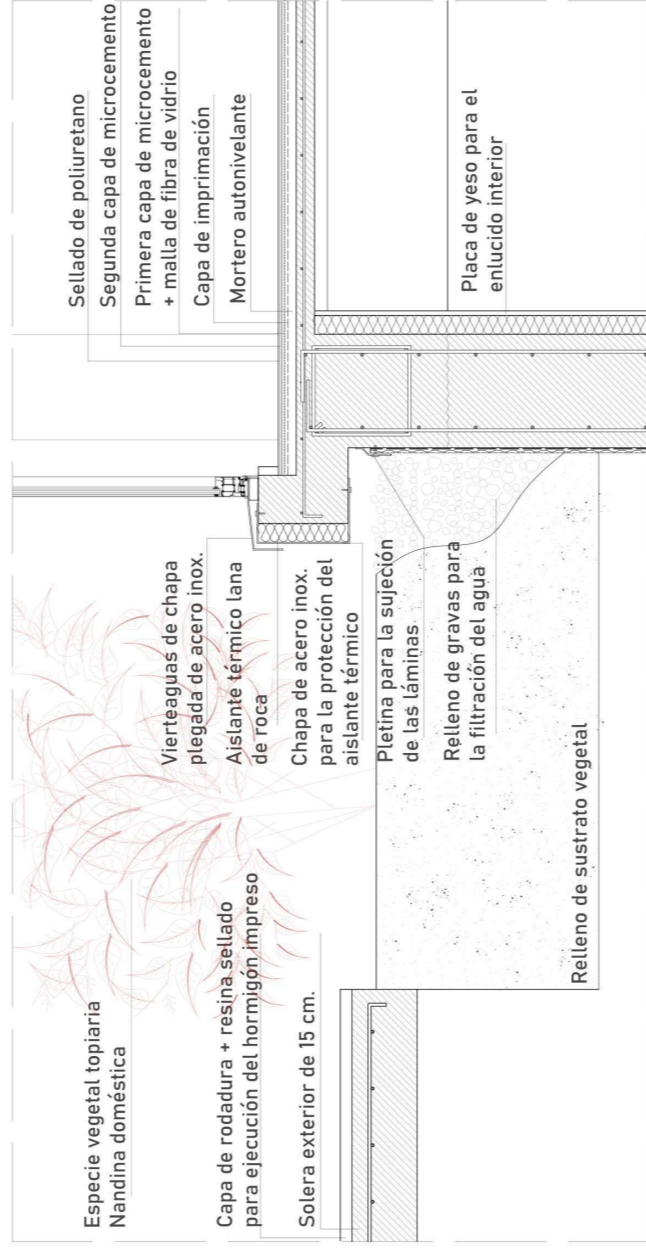 Especie vegetal topiaria
Nandina doméstica
Capa de rodadura + resina sellado
para ejecución del hormigón impreso
Solera exterior de 15 cm.
Vierteaguas de chapa
plegada de acero inox.
Aislante térmico lana
de roca
Chapa de acero inox.
para la protección del
aislante térmico
Pletina para la sujeción
de las láminas
Relleno de gravas para
la filtración del agua
Relleno de sustrato vegetal
Sellado de poliuretano
Segunda capa de microcemento
Primera capa de microcemento
+ malla de fibra de vidrio
Capa de imprimación
Mortero autonivelante
Placa de yeso para el
enlucido interior